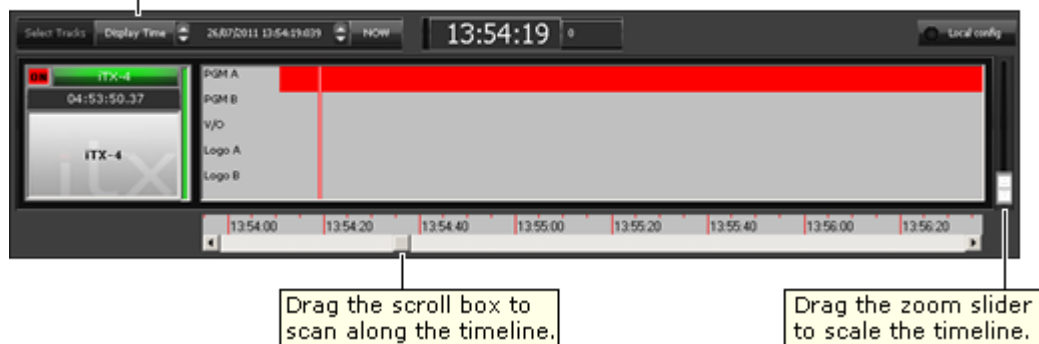 Select Tracks Display Time 26/07/2011 13:54:19:039 NOW 13:54:19 0 Local config
ON iTX-4
04:53:50.37
iTX-4
itx
PGM A
PGM B
V/O
Logo A
Logo B
13:54:00 13:54:20 13:54:40 13:55:00 13:55:20 13:55:40 13:56:00 13:56:20
Drag the scroll box to
scan along the timeline.
Drag the zoom slider
to scale the timeline.